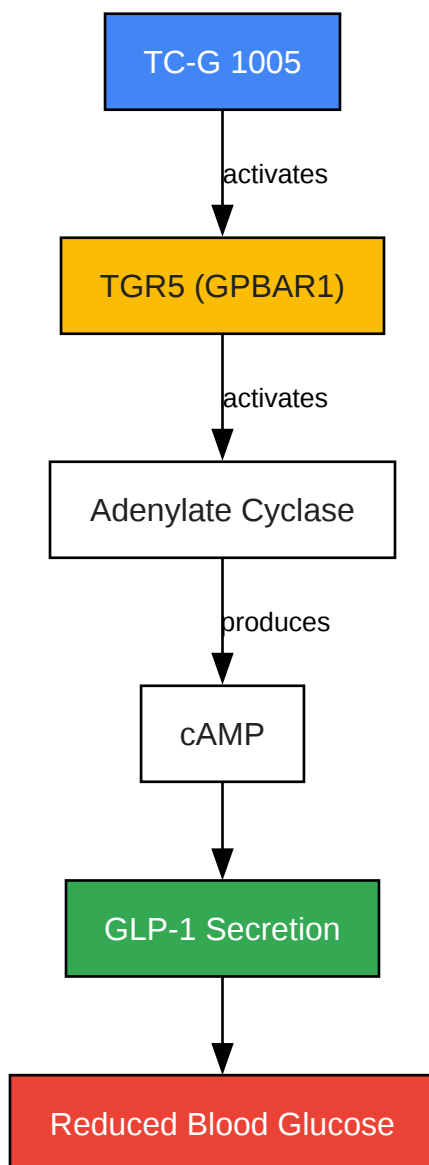 TC-G 1005
activates
TGR5 (GPBAR1)
activates
Adenylate Cyclase
produces
cAMP
GLP-1 Secretion
Reduced Blood Glucose